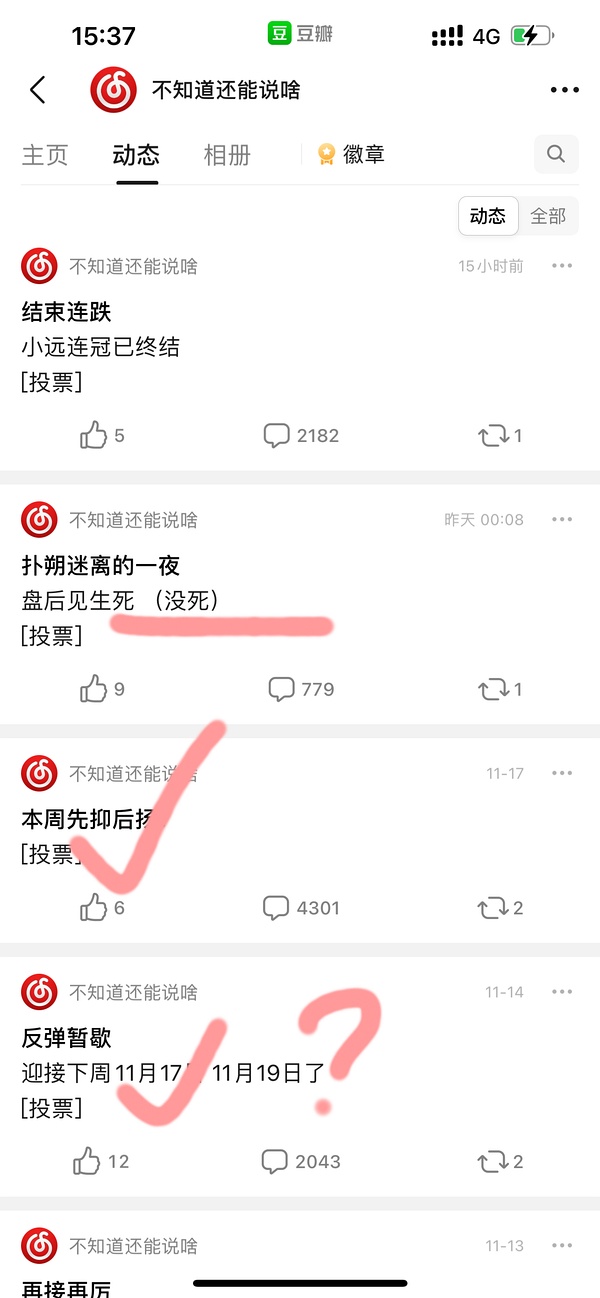 15:37
豆 豆瓣
4G
不知道还能说啥
主页 动态 相册 徽章
动态 全部
不知道还能说啥 15小时前
结束连跌
小远连冠已终结
[投票]
5 2182 1
不知道还能说啥 昨天 00:08
扑朔迷离的一夜
盘后见生死 （没死）
[投票]
9 779 1
不知道还能说啥 11-17
本周先抑后扬
[投票]
6 4301 2
不知道还能说啥 11-14
反弹暂歇
迎接下周11月17 11月19日了
[投票]
?
12 2043 2
不知道还能说啥 11-13
再接再厉